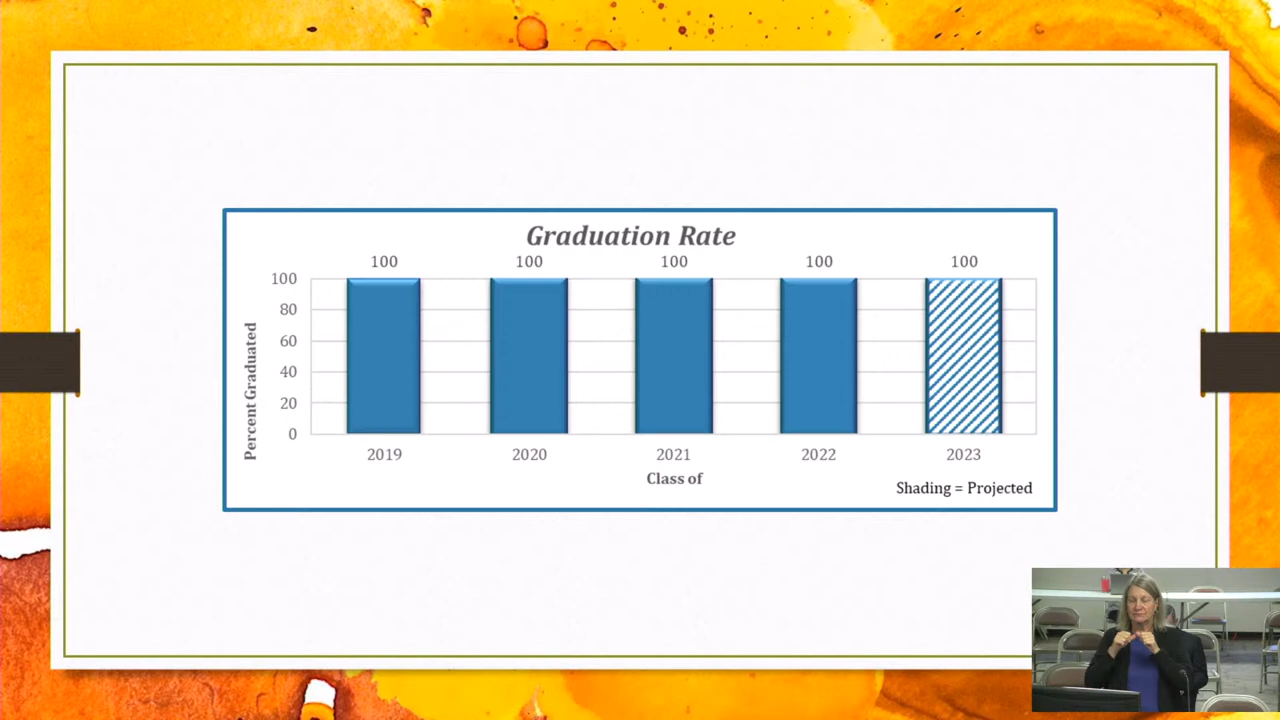 Graduation Rate
100 100 100 100 100
100
80
60
40
20
0
Percent Graduated
2019 2020 2021 2022 2023
Class of
Shading = Projected